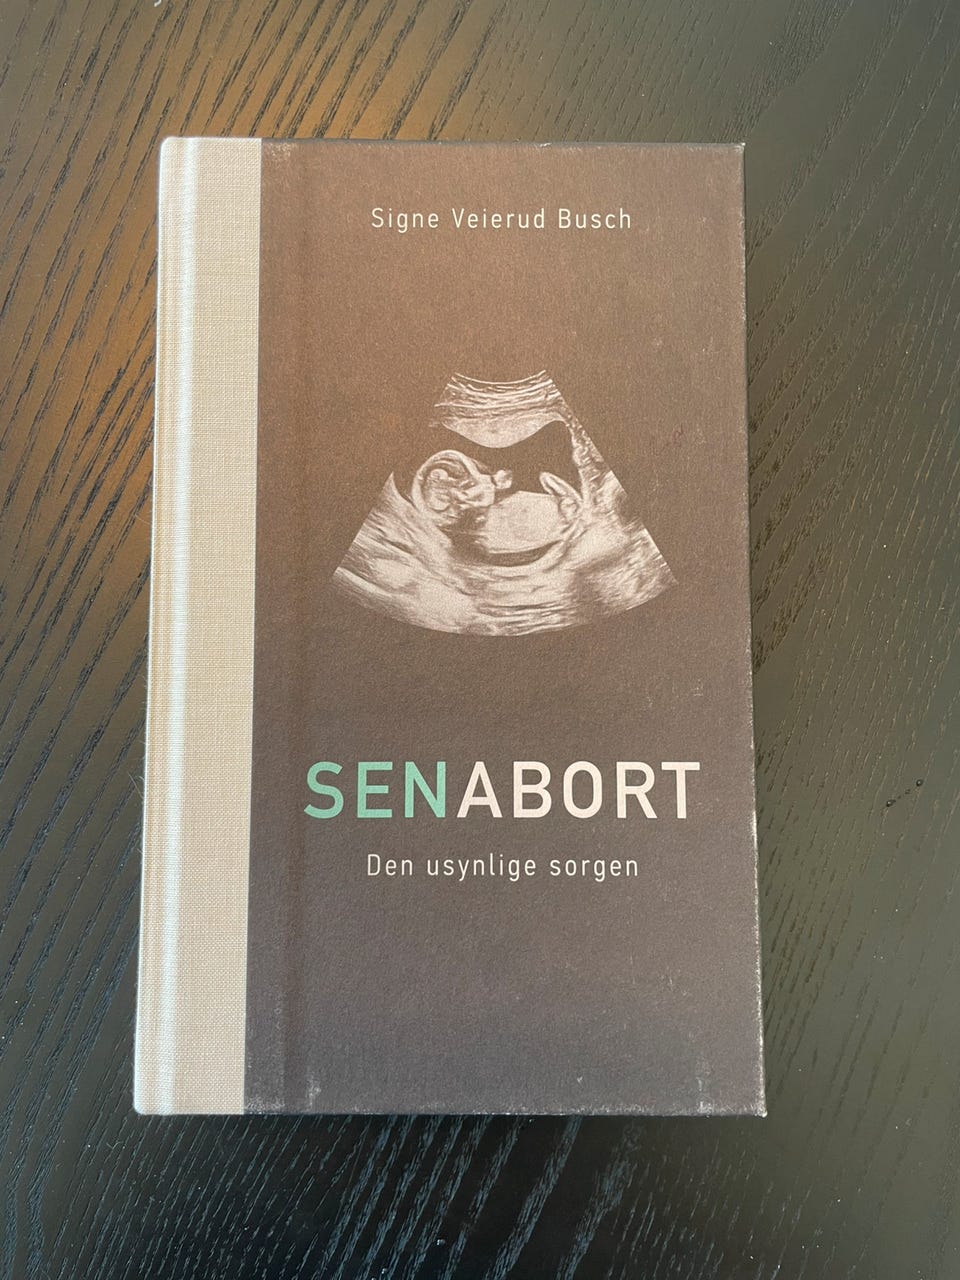 Signe Veierud Busch
SENABORT
Den usynlige sorgen